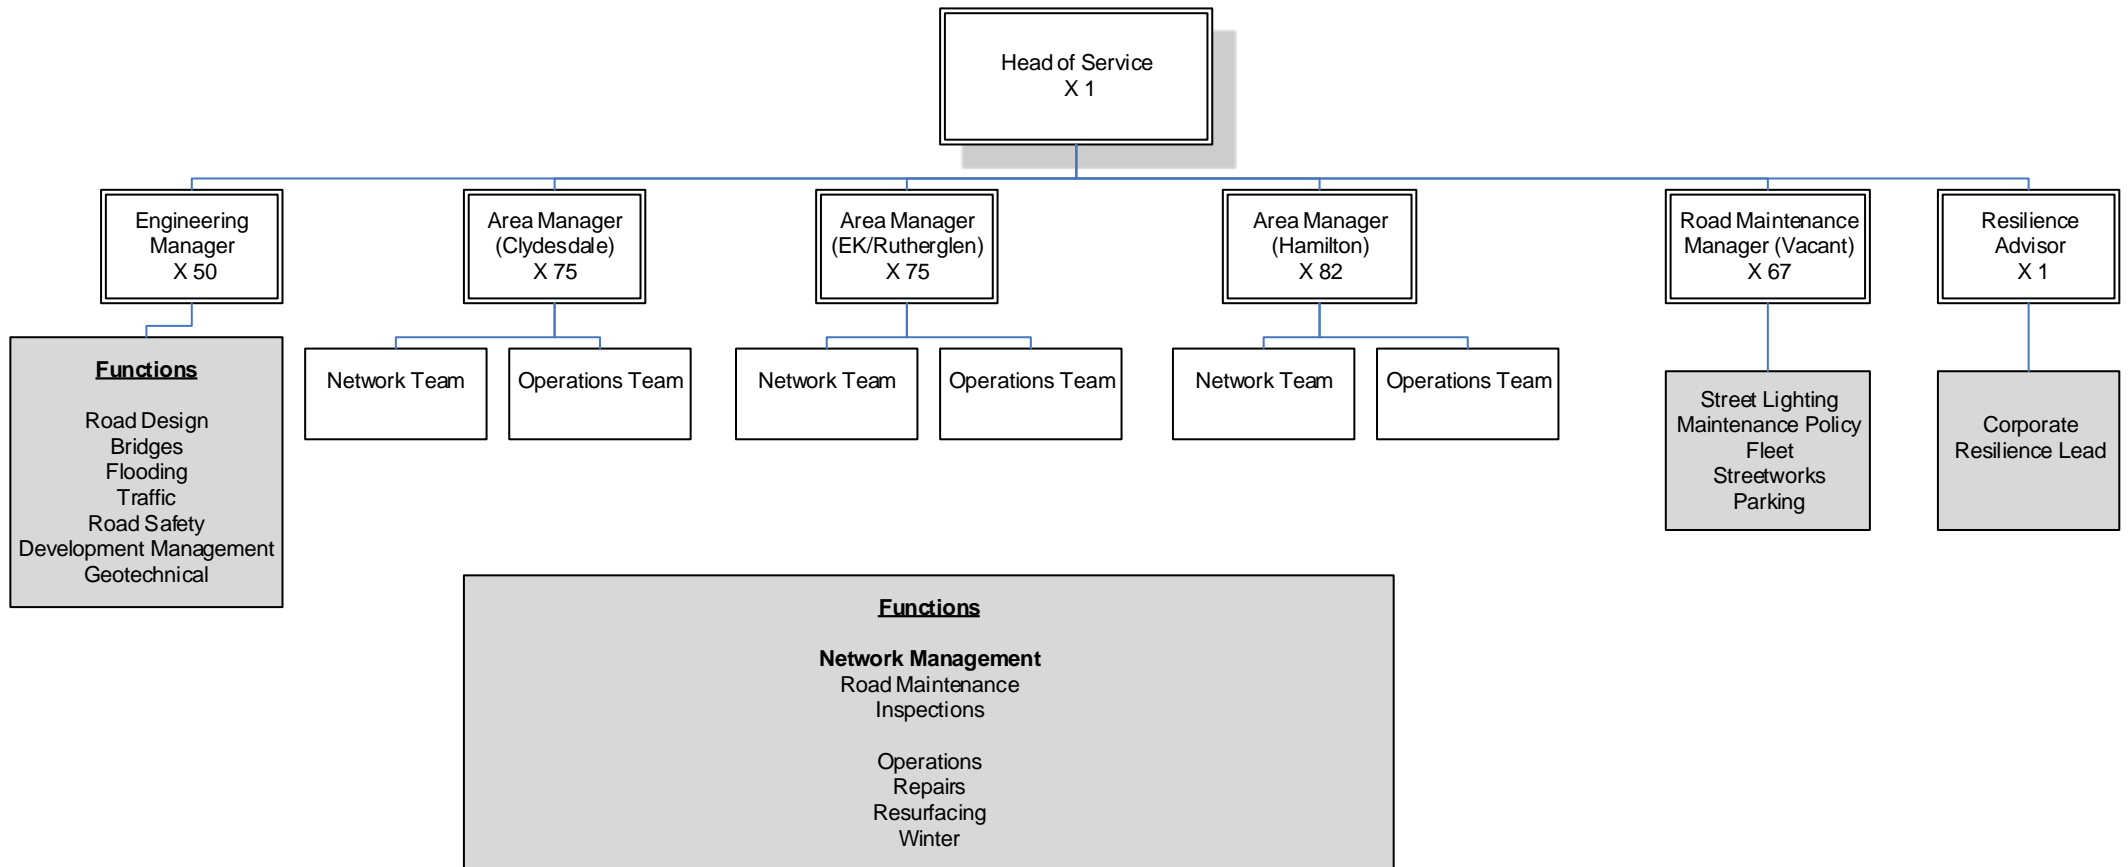 Head of Service
X 1
Engineering
Manager
X 50
Area Manager
(Clydesdale)
X 75
Area Manager
(EK/Rutherglen)
X 75
Area Manager
(Hamilton)
X 82
Road Maintenance
Manager (Vacant)
X 67
Resilience
Advisor
X 1
Functions
Road Design
Bridges
Flooding
Traffic
Road Safety
Development Management
Geotechnical
Network Team
Operations Team
Network Team
Operations Team
Network Team
Operations Team
Street Lighting
Maintenance Policy
Fleet
Streetworks
Parking
Corporate
Resilience Lead
Functions
Network Management
Road Maintenance
Inspections
Operations
Repairs
Resurfacing
Winter